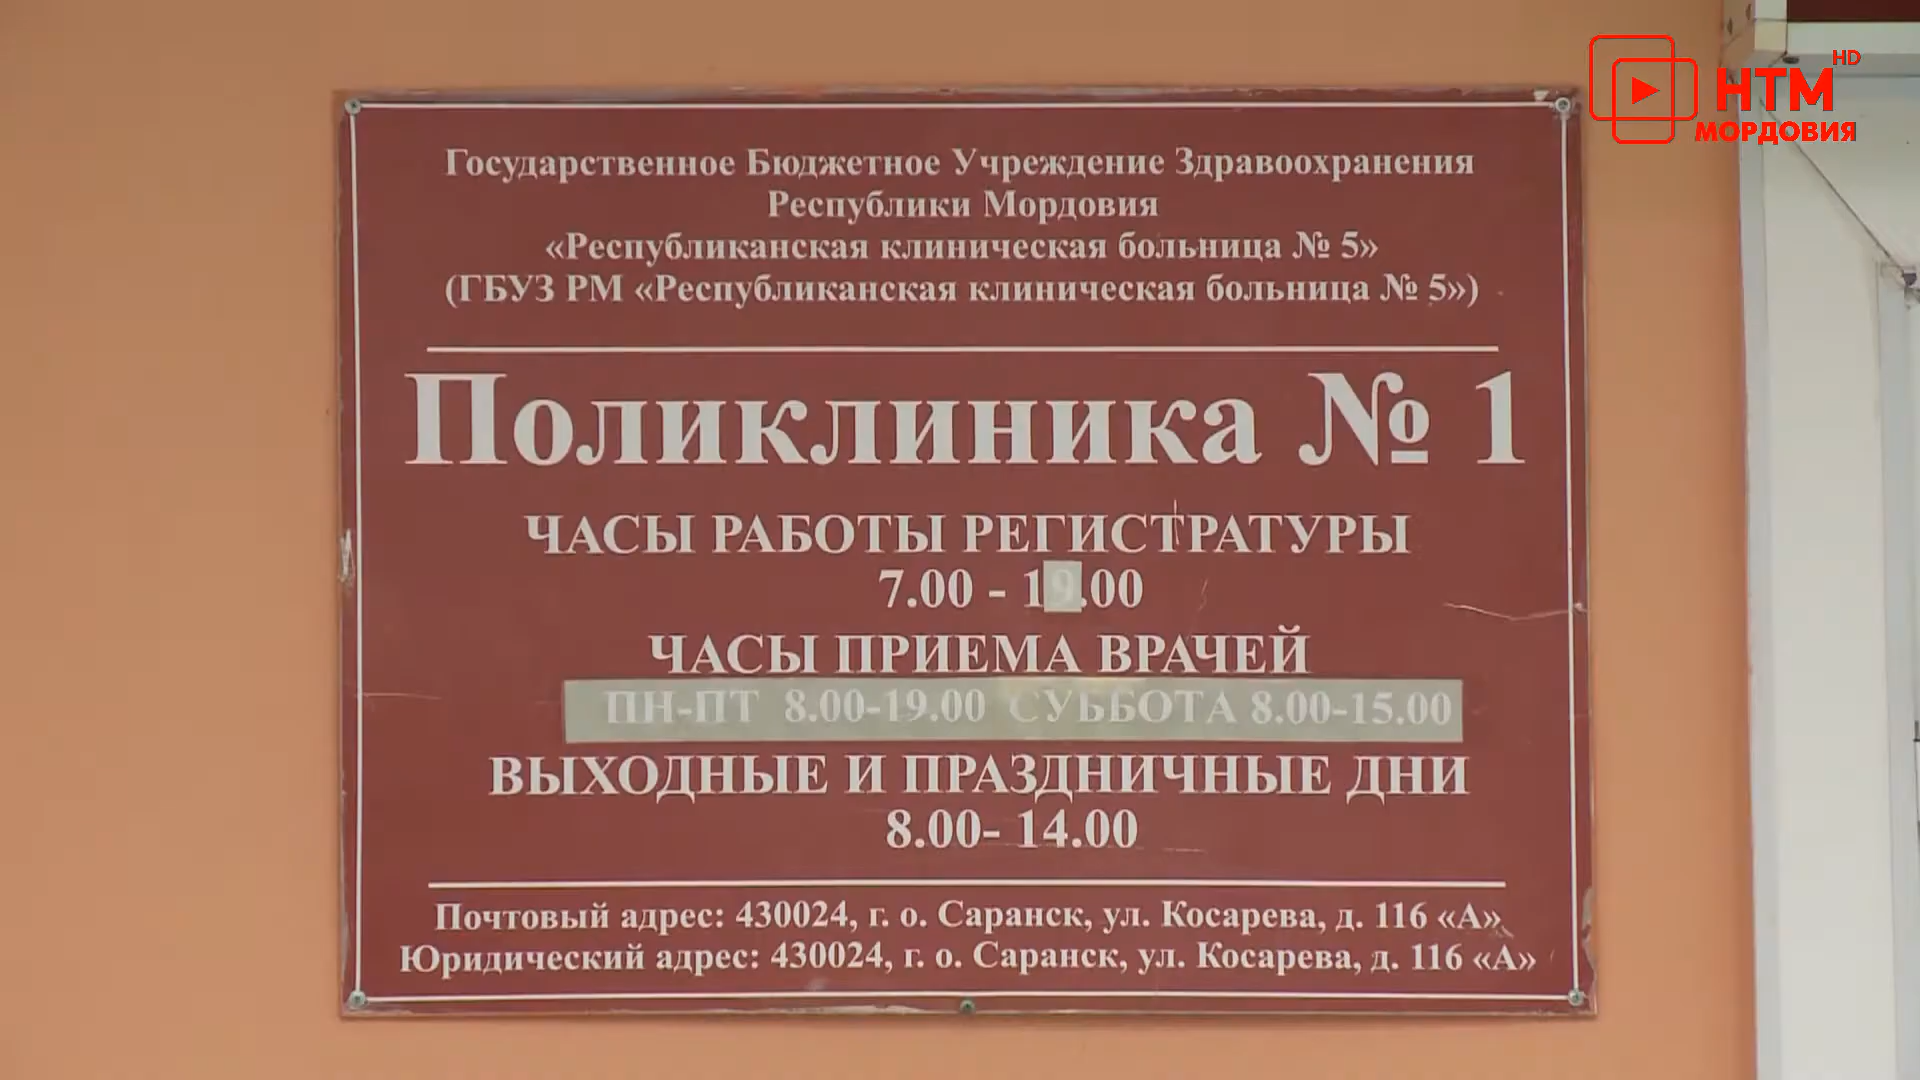 HD
НТМ
МОРДОВИЯ
Государственное Бюджетное Учреждение Здравоохранения
Республики Мордовия
«Республиканская клиническая больница № 5»
(ГБУЗ РМ «Республиканская клиническая больница № 5»)
Поликлиника № 1
ЧАСЫ РАБОТЫ РЕГИСТРАТУРЫ
7.00 - 19.00
ЧАСЫ ПРИЕМА ВРАЧЕЙ
ПН-ПТ 8.00-19.00 СУББОТА 8.00-15.00
ВЫХОДНЫЕ И ПРАЗДНИЧНЫЕ ДНИ
8.00- 14.00
Почтовый адрес: 430024, г. о. Саранск, ул. Косарева, д. 116 «А»
Юридический адрес: 430024, г. о. Саранск, ул. Косарева, д. 116 «А»